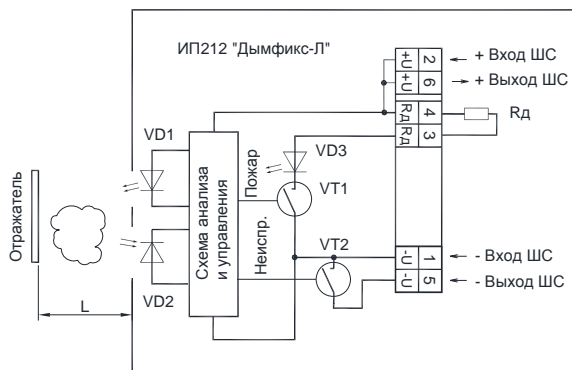 ИП212 "Дымфикс-Л"
+U 2 + Вход ШС
+U 6 + Выход ШС
Rд 4 Rд
Rд 3
VD1
VD3
Пожар
VT1
Отражатель
Схема анализа
и управления
Неиспр.
VT2
-U 1 - Вход ШС
-U 5 - Выход ШС
VD2
L